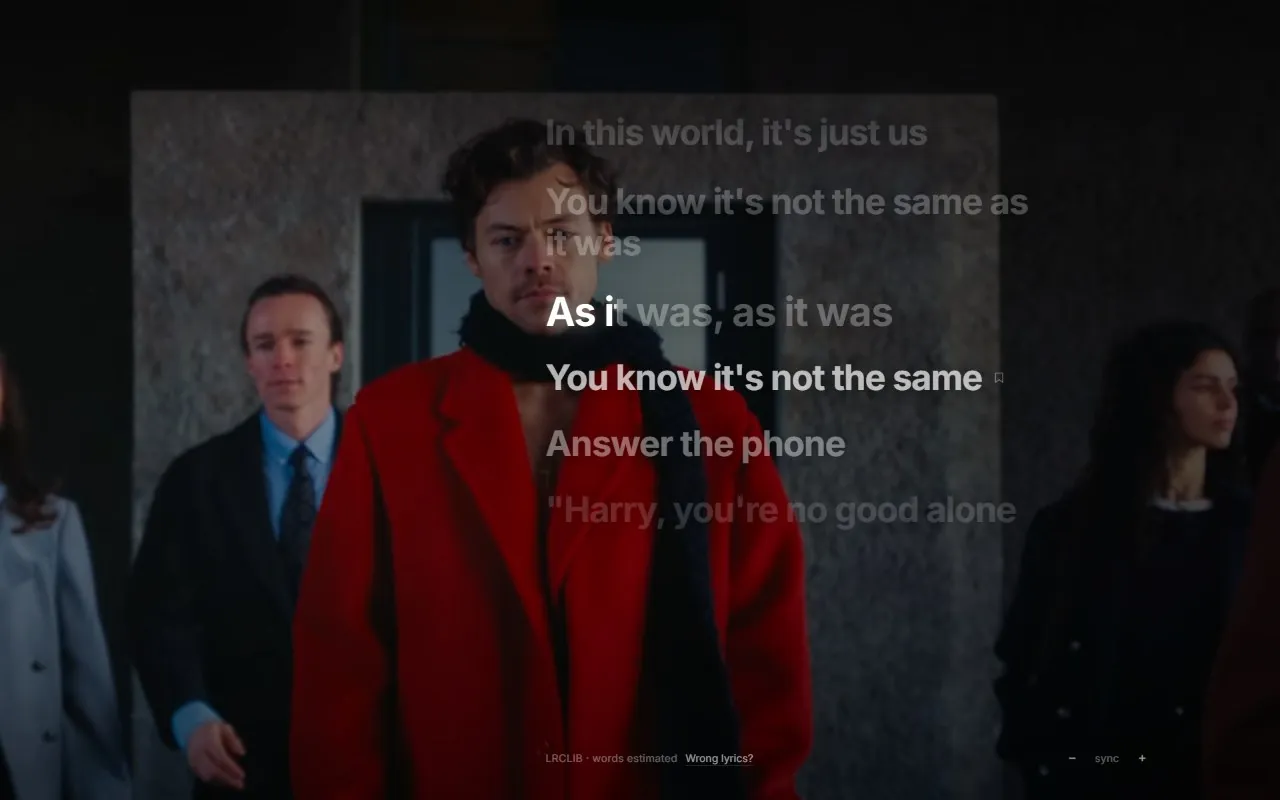 In this world, it's just us
You know it's not the same as
it was
As it was, as it was
You know it's not the same
Answer the phone
"Harry, you're no good alone
LRCLIB · words estimated Wrong lyrics?
− sync +